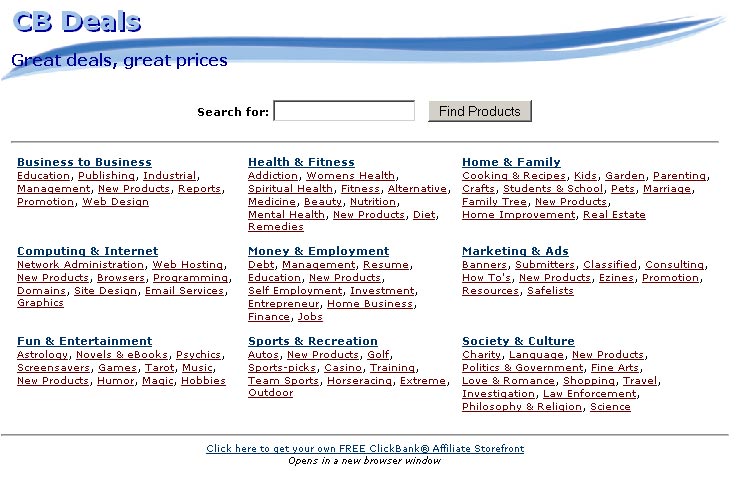 CB Deals
Great deals, great prices
Search for: Find Products
Business to Business
Education, Publishing, Industrial,
Management, New Products, Reports,
Promotion, Web Design
Health & Fitness
Addiction, Womens Health,
Spiritual Health, Fitness, Alternative,
Medicine, Beauty, Nutrition,
Mental Health, New Products, Diet,
Remedies
Home & Family
Cooking & Recipes, Kids, Garden, Parenting,
Crafts, Students & School, Pets, Marriage,
Family Tree, New Products,
Home Improvement, Real Estate
Computing & Internet
Network Administration, Web Hosting,
New Products, Browsers, Programming,
Domains, Site Design, Email Services,
Graphics
Money & Employment
Debt, Management, Resume,
Education, New Products,
Self Employment, Investment,
Entrepreneur, Home Business,
Finance, Jobs
Marketing & Ads
Banners, Submitters, Classified, Consulting,
How To's, New Products, Ezines, Promotion,
Resources, Safelists
Fun & Entertainment
Astrology, Novels & eBooks, Psychics,
Screensavers, Games, Tarot, Music,
New Products, Humor, Magic, Hobbies
Sports & Recreation
Autos, New Products, Golf,
Sports-picks, Casino, Training,
Team Sports, Horseracing, Extreme,
Outdoor
Society & Culture
Charity, Language, New Products,
Politics & Government, Fine Arts,
Love & Romance, Shopping, Travel,
Investigation, Law Enforcement,
Philosophy & Religion, Science
Click here to get your own FREE ClickBank® Affiliate Storefront
Opens in a new browser window